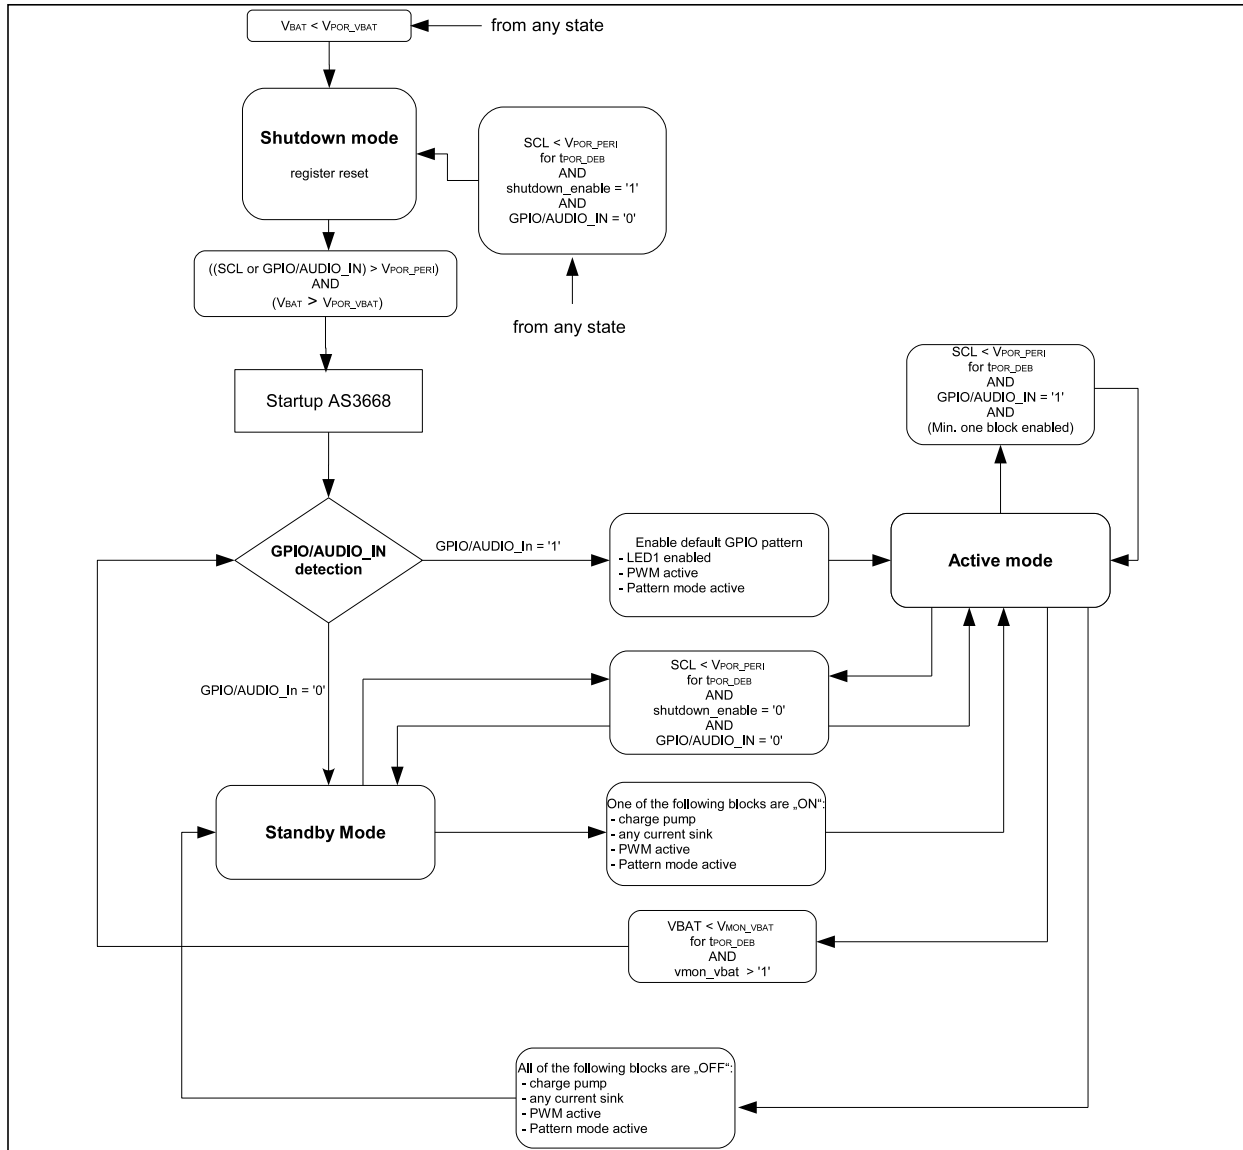 VBAT < VPOR_VBAT
from any state
Shutdown mode
register reset
SCL < VPOR_PERI
for tPOR_DEB
AND
shutdown_enable = '1'
AND
GPIO/AUDIO_IN = '0'
from any state
((SCL or GPIO/AUDIO_IN) > VPOR_PERI)
AND
(VBAT > VPOR_VBAT)
Startup AS3668
SCL < VPOR_PERI
for tPOR_DEB
AND
GPIO/AUDIO_IN = '1'
AND
(Min. one block enabled)
GPIO/AUDIO_IN
detection
GPIO/AUDIO_In = '1'
Enable default GPIO pattern
- LED1 enabled
- PWM active
- Pattern mode active
Active mode
GPIO/AUDIO_In = '0'
SCL < VPOR_PERI
for tPOR_DEB
AND
shutdown_enable = '0'
AND
GPIO/AUDIO_IN = '0'
Standby Mode
One of the following blocks are „ON“:
- charge pump
- any current sink
- PWM active
- Pattern mode active
VBAT < VMON_VBAT
for tPOR_DEB
AND
vmon_vbat > '1'
All of the following blocks are „OFF“:
- charge pump
- any current sink
- PWM active
- Pattern mode active